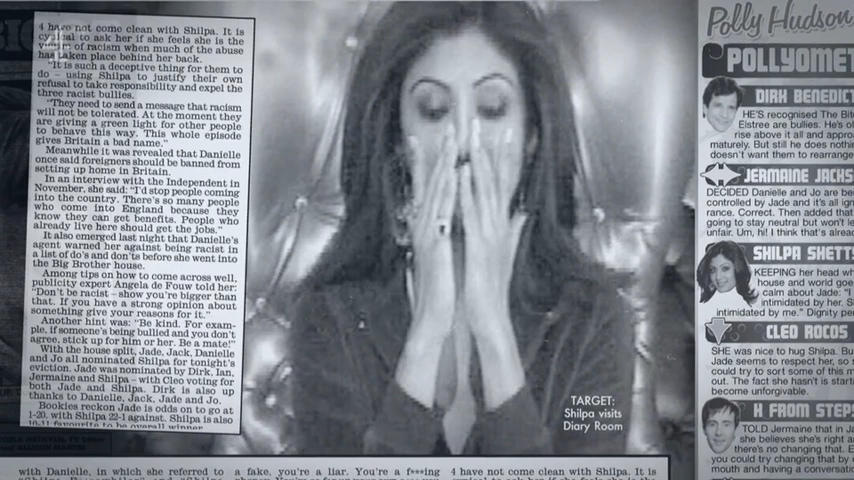 4 have not come clean with Shilpa. It is
cynical to ask her if she feels she is the
victim of racism when much of the abuse
has taken place behind her back.
"It is such a deceptive thing for them to
do – using Shilpa to justify their own
refusal to take responsibility and expel the
three racist bullies.
"They need to send a message that racism
will not be tolerated. At the moment they
are giving a green light for other people
to behave this way. This whole episode
gives Britain a bad name."
Meanwhile it was revealed that Danielle
once said foreigners should be banned from
setting up home in Britain.
In an interview with the Independent in
November, she said: "I'd stop people coming
into the country. There's so many people
who come into England because they
know they can get benefits. People who
already live here should get the jobs."
It also emerged last night that Danielle's
agent warned her against being racist in
a list of do's and don'ts before she went into
the Big Brother house.
Among tips on how to come across well,
publicity expert Angela de Fouw told her:
"Don't be racist – show you're bigger than
that. If you have a strong opinion about
something give your reasons for it."
Another hint was: "Be kind. For exam-
ple, if someone's being bullied and you don't
agree, stick up for him or her. Be a mate!"
With the house split, Jade, Jack, Danielle
and Jo all nominated Shilpa for tonight's
eviction. Jade was nominated by Dirk, Ian,
Jermaine and Shilpa – with Cleo voting for
both Jade and Shilpa. Dirk is also up
thanks to Danielle, Jack, Jade and Jo.
Bookies reckon Jade is odds on to go at
1-20, with Shilpa 22-1 against. Shilpa is also
10-11 favourite to be overall winner.
TARGET:
Shilpa visits
Diary Room
Polly Hudson
POLLYOMET
DIRK BENEDICT
HE'S recognised The Bit
Elstree are bullies. He's
rise above it all and appro
maturely. But still he does nothin
doesn't want them to rearrange
JERMAINE JACKS
DECIDED Danielle and Jo are be
controlled by Jade and it's all ign
rance. Correct. Then added that
going to stay neutral but won't le
unfair. Um, hi! I think that's alread
SHILPA SHETT
KEEPING her head wh
house and world goe
calm about Jade: "I
intimidated by her. S
intimidated by me." Dignity pe
CLEO ROCOS
SHE was nice to hug Shilpa. Bu
Jade seems to respect her, so s
could try to sort some of this m
out. The fact she hasn't is starti
become unforgivable.
H FROM STEPS
TOLD Jermaine that in Ja
she believes she's right a
there's no changing that. E
you could try changing that by
mouth and having a conversatio
with Danielle, in which she referred to
a fake, you're a liar. You're a f***ing
4 have not come clean with Shilpa. It is